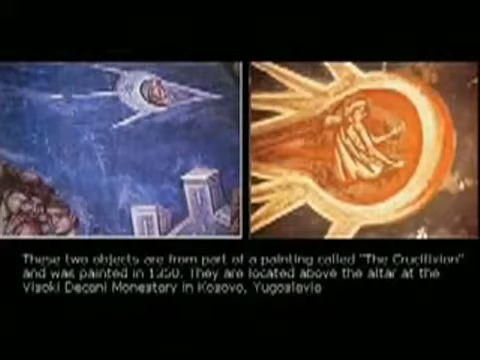 These two objects are from part of a painting called "The Crucifixion"
and was painted in 1350. They are located above the altar at the
Visoki Decani Monestary in Kosovo, Yugoslavia